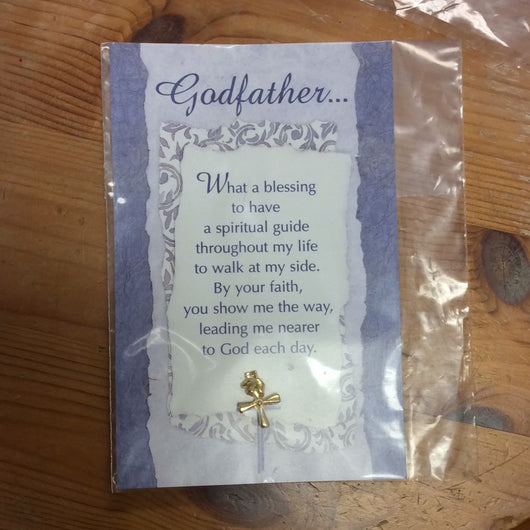 Godfather...
What a blessing
to have
a spiritual guide
throughout my life
to walk at my side.
By your faith,
you show me the way,
leading me nearer
to God each day.